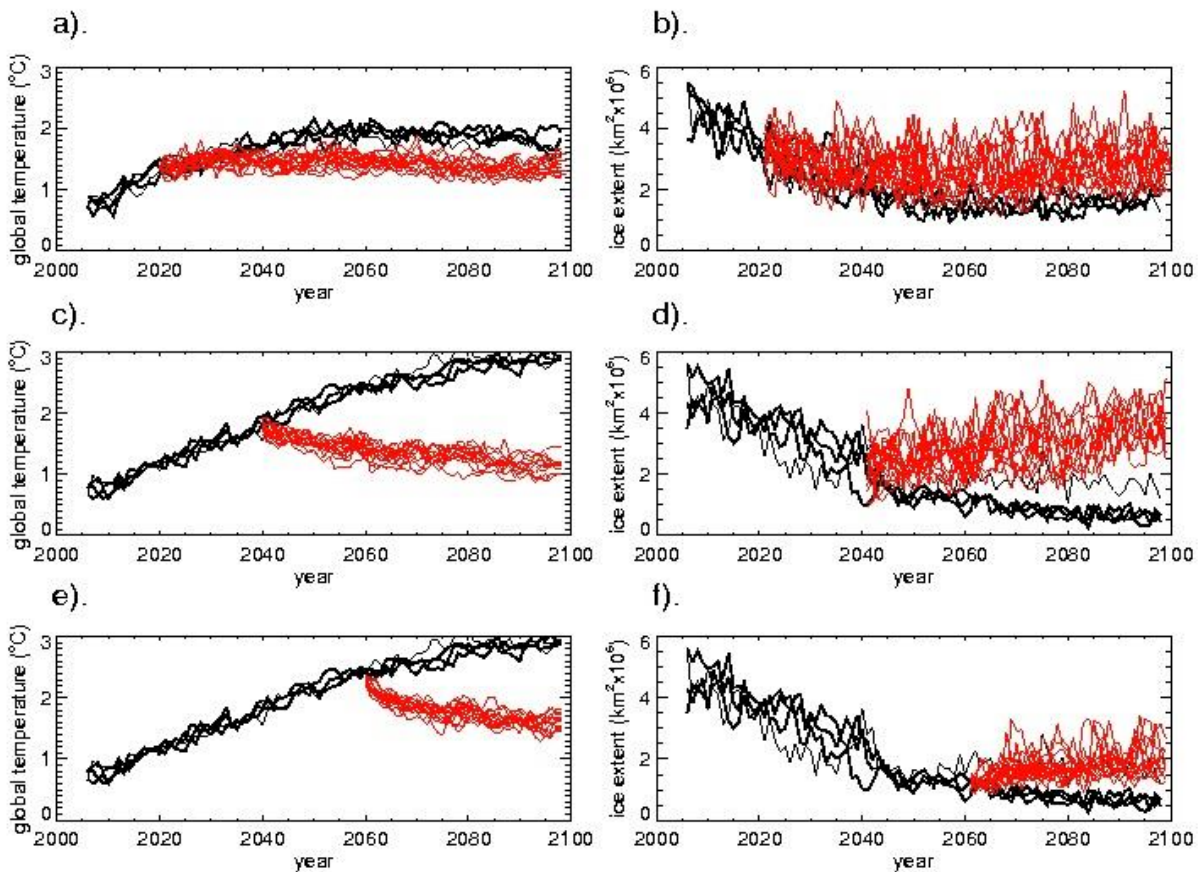 a).
global temperature (°C)
3
2
1
0
2000 2020 2040 2060 2080 2100
year
b).
ice extent (km²x10⁶)
6
4
2
0
2000 2020 2040 2060 2080 2100
year
c).
global temperature (°C)
3
2
1
0
2000 2020 2040 2060 2080 2100
year
d).
ice extent (km²x10⁶)
6
4
2
0
2000 2020 2040 2060 2080 2100
year
e).
global temperature (°C)
3
2
1
0
2000 2020 2040 2060 2080 2100
year
f).
ice extent (km²x10⁶)
6
4
2
0
2000 2020 2040 2060 2080 2100
year